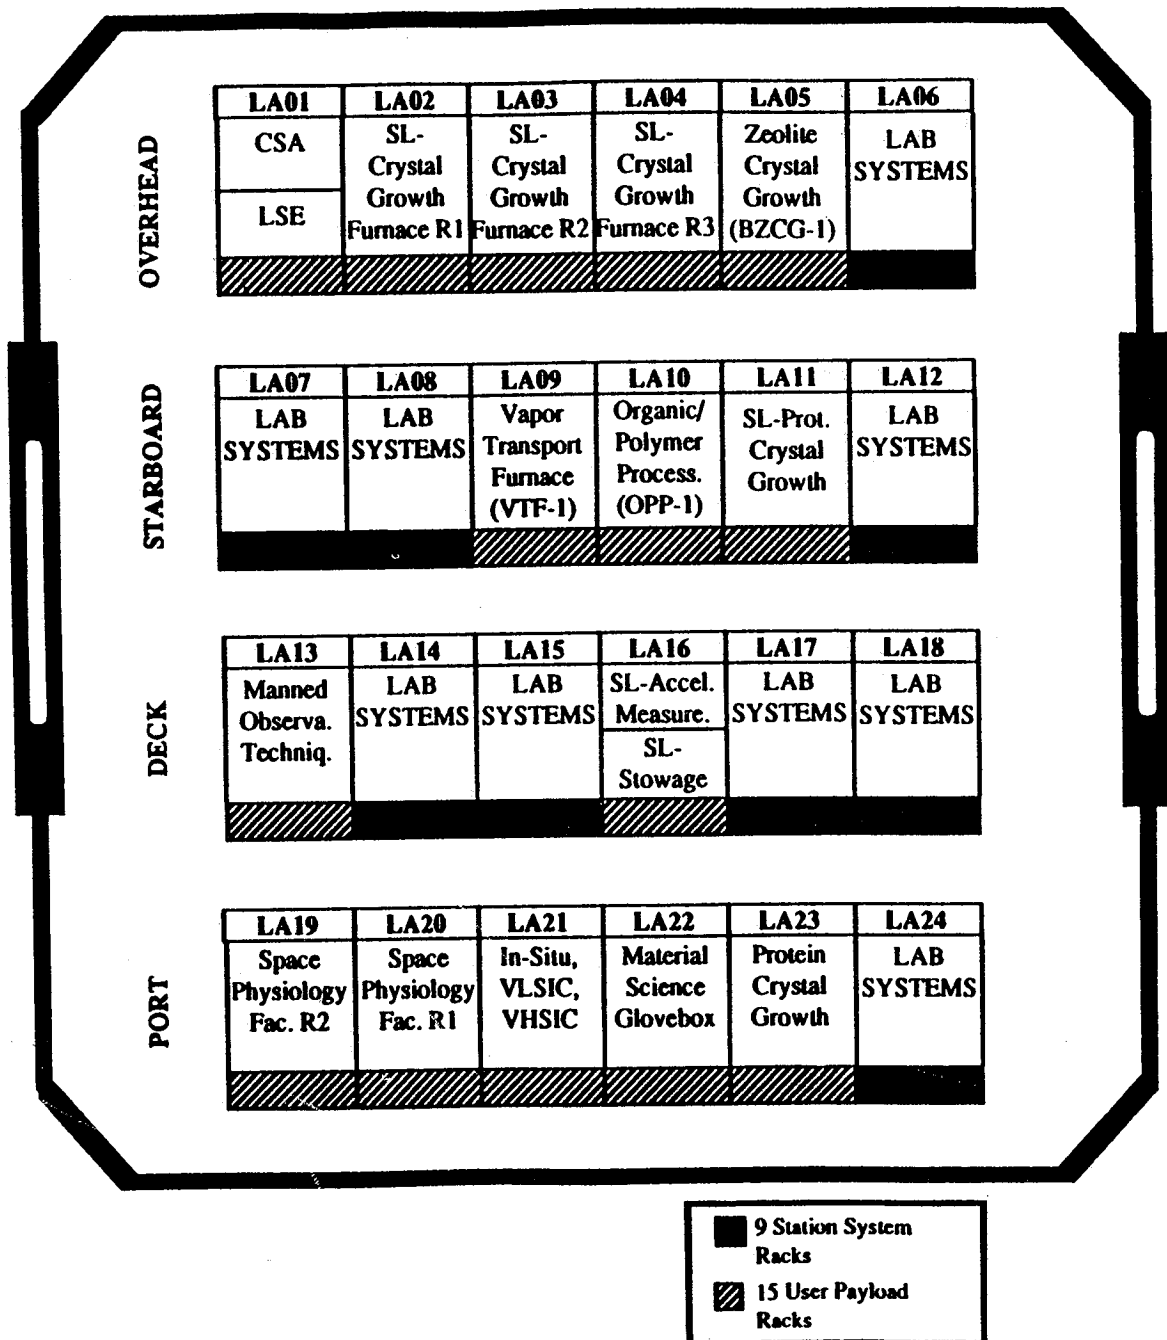 OVERHEAD
LA01 LA02 LA03 LA04 LA05 LA06
CSA
LSE
SL-
Crystal
Growth
Furnace R1
SL-
Crystal
Growth
Furnace R2
SL-
Crystal
Growth
Furnace R3
Zeolite
Crystal
Growth
(BZCG-1)
LAB
SYSTEMS
STARBOARD
LA07 LA08 LA09 LA10 LA11 LA12
LAB
SYSTEMS
LAB
SYSTEMS
Vapor
Transport
Furnace
(VTF-1)
Organic/
Polymer
Process.
(OPP-1)
SL-Prot.
Crystal
Growth
LAB
SYSTEMS
DECK
LA13 LA14 LA15 LA16 LA17 LA18
Manned
Observa.
Techniq.
LAB
SYSTEMS
LAB
SYSTEMS
SL-Accel.
Measure.
SL-
Stowage
LAB
SYSTEMS
LAB
SYSTEMS
PORT
LA19 LA20 LA21 LA22 LA23 LA24
Space
Physiology
Fac. R2
Space
Physiology
Fac. R1
In-Situ,
VLSIC,
VHSIC
Material
Science
Glovebox
Protein
Crystal
Growth
LAB
SYSTEMS
9 Station System
Racks
15 User Payload
Racks